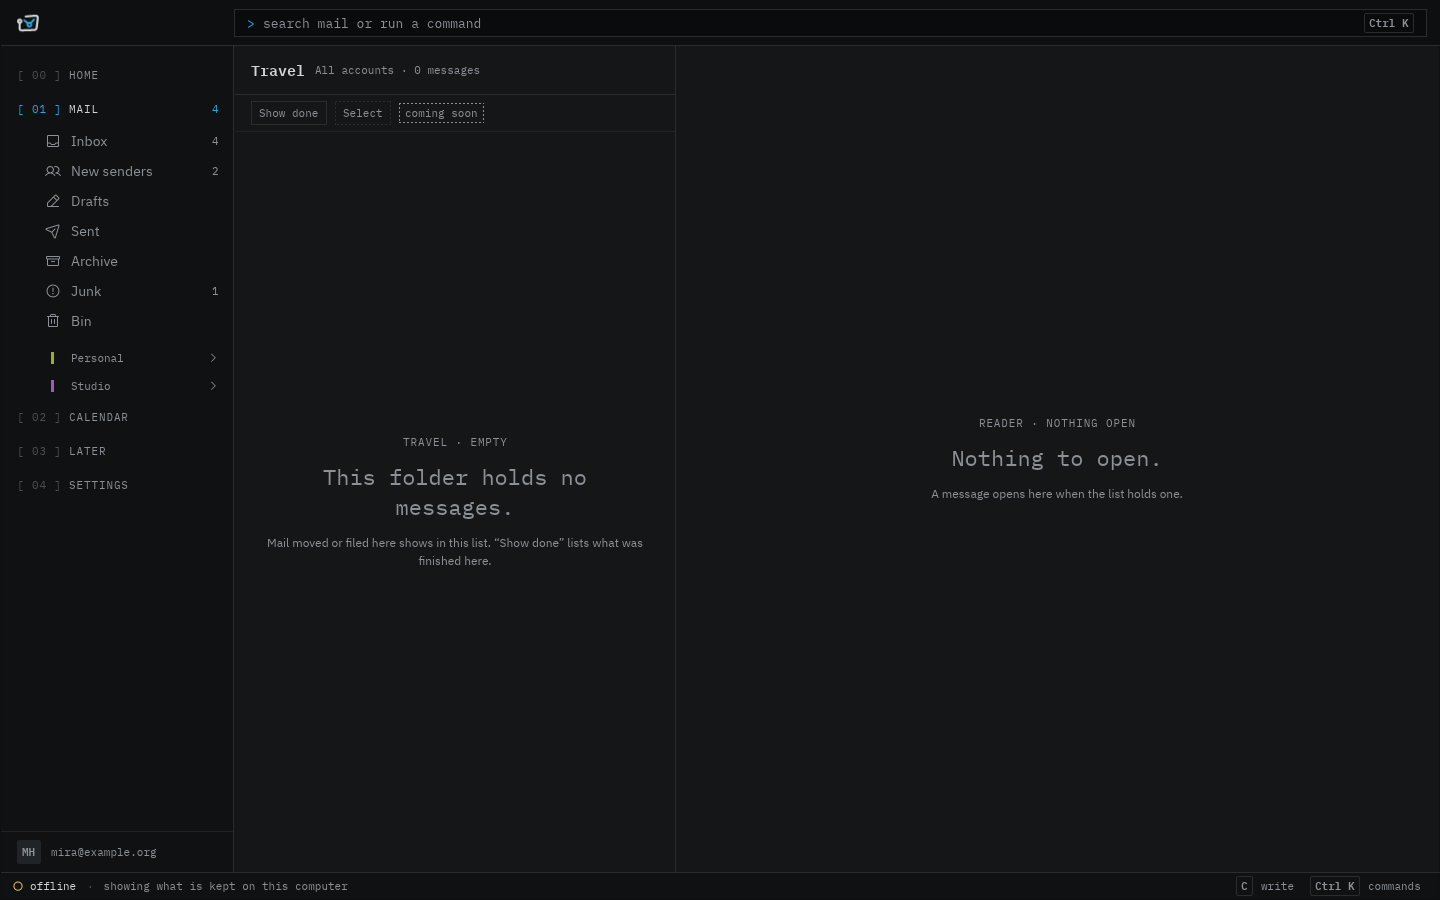 > search mail or run a command
Ctrl K
[ 00 ] HOME
[ 01 ] MAIL 4
Inbox 4
New senders 2
Drafts
Sent
Archive
Junk 1
Bin
Personal
Studio
[ 02 ] CALENDAR
[ 03 ] LATER
[ 04 ] SETTINGS
MH mira@example.org
Travel All accounts · 0 messages
Show done Select coming soon
TRAVEL · EMPTY
This folder holds no
messages.
Mail moved or filed here shows in this list. “Show done” lists what was
finished here.
READER · NOTHING OPEN
Nothing to open.
A message opens here when the list holds one.
offline · showing what is kept on this computer
C write Ctrl K commands